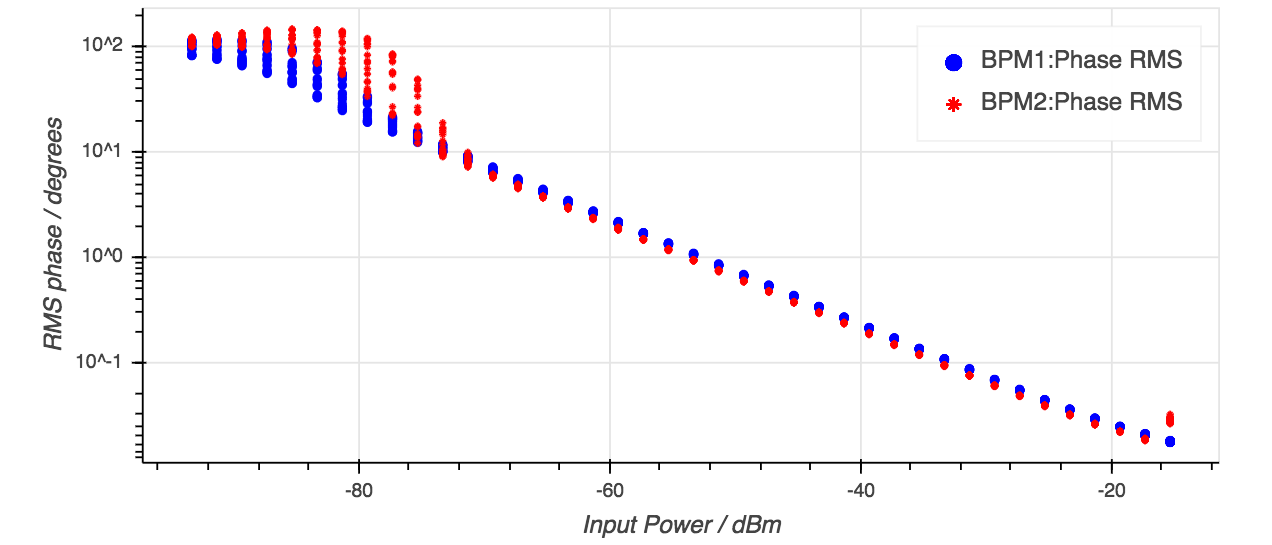 10^2
10^1
10^0
10^-1
RMS phase / degrees
BPM1:Phase RMS
BPM2:Phase RMS
-80
-60
-40
-20
Input Power / dBm